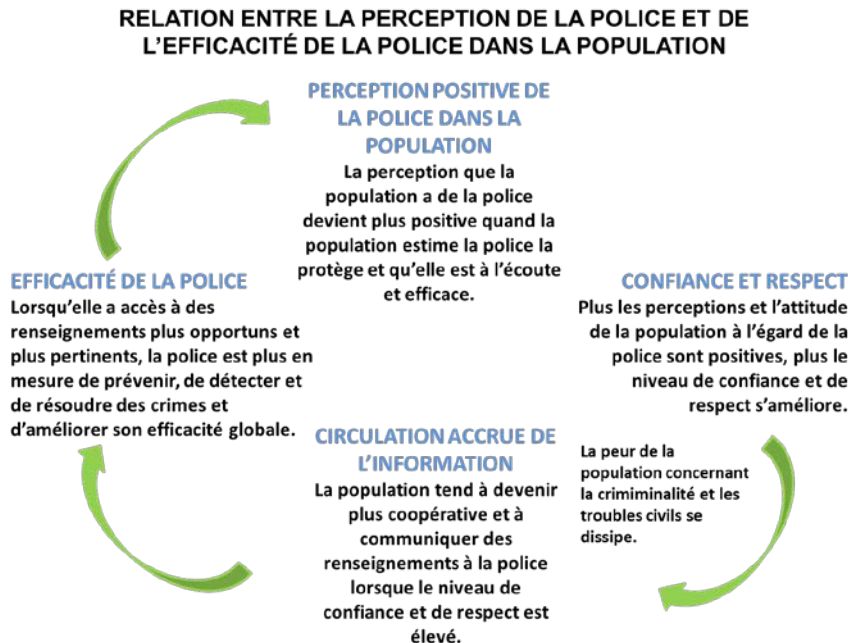 RELATION ENTRE LA PERCEPTION DE LA POLICE ET DE
L’EFFICACITÉ DE LA POLICE DANS LA POPULATION
PERCEPTION POSITIVE DE
LA POLICE DANS LA
POPULATION
La perception que la
population a de la police
devient plus positive quand la
population estime la police la
protège et qu’elle est à l’écoute
et efficace.
CONFIANCE ET RESPECT
Plus les perceptions et l’attitude
de la population à l’égard de la
police sont positives, plus le
niveau de confiance et de
respect s’améliore.
La peur de la
population concernant
la crimiminalité et les
troubles civils se
dissipe.
CIRCULATION ACCRUE DE
L’INFORMATION
La population tend à devenir
plus coopérative et à
communiquer des
renseignements à la police
lorsque le niveau de
confiance et de respect est
élevé.
EFFICACITÉ DE LA POLICE
Lorsqu’elle a accès à des
renseignements plus opportuns et
plus pertinents, la police est plus en
mesure de prévenir, de détecter et
de résoudre des crimes et
d’améliorer son efficacité globale.